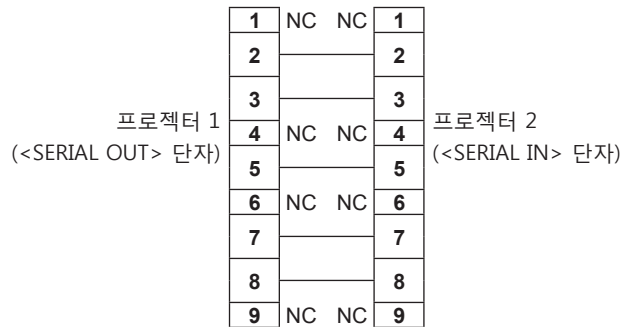 1 NC NC 1
2 2
3 3
프로젝터 1
(<SERIAL OUT> 단자)
4 NC NC 4
프로젝터 2
(<SERIAL IN> 단자)
5 5
6 NC NC 6
7 7
8 8
9 NC NC 9